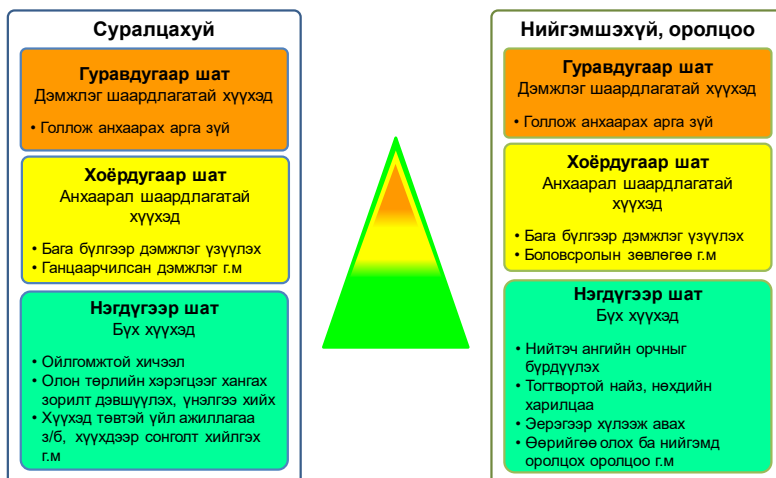 Суралцахуй
Гуравдугаар шат
Дэмжлэг шаардлагатай хүүхэд
• Голлож анхаарах арга зүй
Хоёрдугаар шат
Анхаарал шаардлагатай
хүүхэд
• Бага бүлгээр дэмжлэг үзүүлэх
• Ганцаарчилсан дэмжлэг г.м
Нэгдүгээр шат
Бүх хүүхэд
• Ойлгомжтой хичээл
• Олон төрлийн хэрэгцээг хангах
зорилт дэвшүүлэх, үнэлгээ хийх
• Хүүхэд төвтэй үйл ажиллагаа
з/б, хүүхдээр сонголт хийлгэх
г.м
Нийгэмшэхүй, оролцоо
Гуравдугаар шат
Дэмжлэг шаардлагатай хүүхэд
• Голлож анхаарах арга зүй
Хоёрдугаар шат
Анхаарал шаардлагатай
хүүхэд
• Бага бүлгээр дэмжлэг үзүүлэх
• Боловсролын зөвлөгөө г.м
Нэгдүгээр шат
Бүх хүүхэд
• Нийтэч ангийн орчныг
бүрдүүлэх
• Тогтвортой найз, нөхдийн
харилцаа
• Эерэгээр хүлээж авах
• Өөрийгөө олох ба нийгэмд
оролцох оролцоо г.м